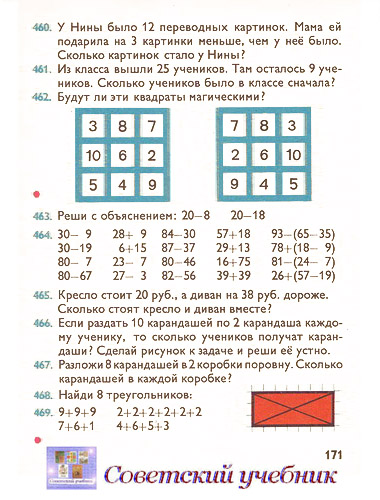 460. У Нины было 12 переводных картинок. Мама ей
подарила на 3 картинки меньше, чем у неё было.
Сколько картинок стало у Нины?
461. Из класса вышли 25 учеников. Там осталось 9 уче-
ников. Сколько учеников было в классе сначала?
462. Будут ли эти квадраты магическими?
3 8 7 7 8 3
10 6 2 2 6 10
5 4 9 9 4 5
463. Реши с объяснением: 20–8 20–18
464. 30– 9 28+ 9 84–30 57+18 93–(65–35)
30–19 6+15 87–37 29+13 78+(18– 9)
80– 7 23– 7 80–46 16+75 81–(24– 7)
80–67 27– 3 82–56 39+39 26+(57–19)
465. Кресло стоит 20 руб., а диван на 38 руб. дороже.
Сколько стоят кресло и диван вместе?
466. Если раздать 10 карандашей по 2 карандаша каждо-
му ученику, то сколько учеников получат каран-
даши? Сделай рисунок к задаче и реши её устно.
467. Разложи 8 карандашей в 2 коробки поровну. Сколько
карандашей в каждой коробке?
468. Найди 8 треугольников:
469. 9+9+9 2+2+2+2+2+2
7+6+1 4+6+5+3
171
Советский учебник